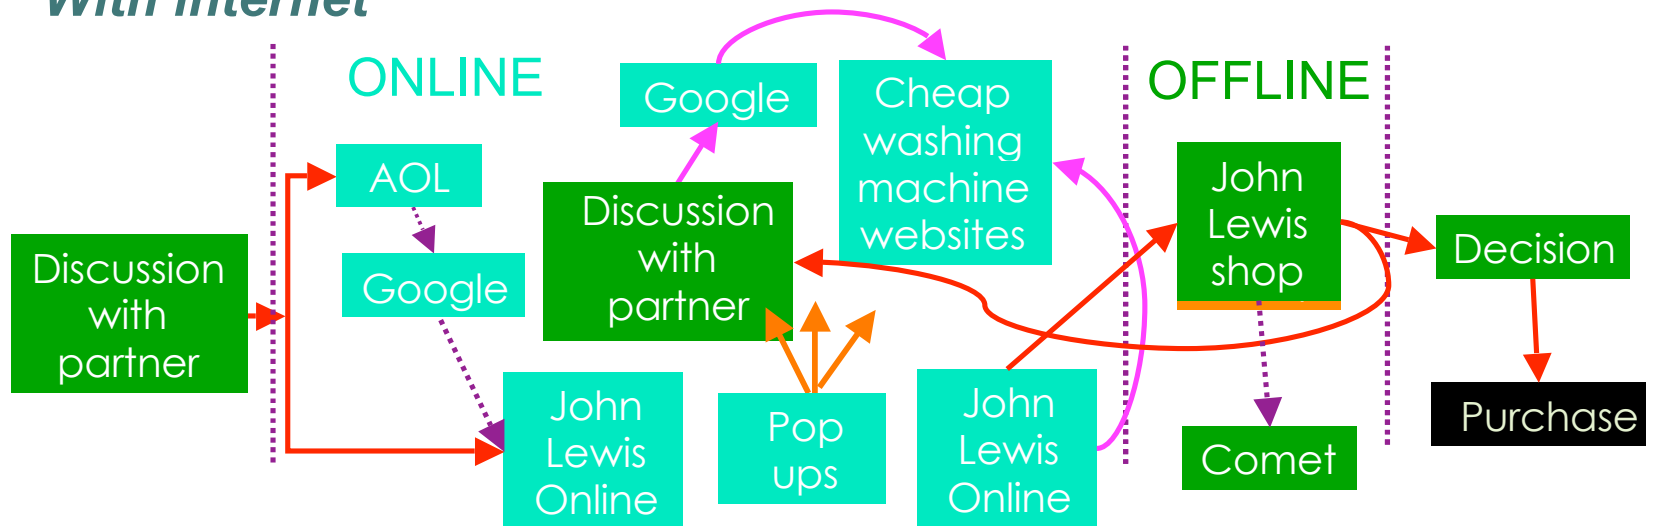 With internet
ONLINE
OFFLINE
Discussion
with
partner
AOL
Google
John
Lewis
Online
Google
Discussion
with
partner
Pop
ups
Cheap
washing
machine
websites
John
Lewis
Online
John
Lewis
shop
Comet
Decision
Purchase